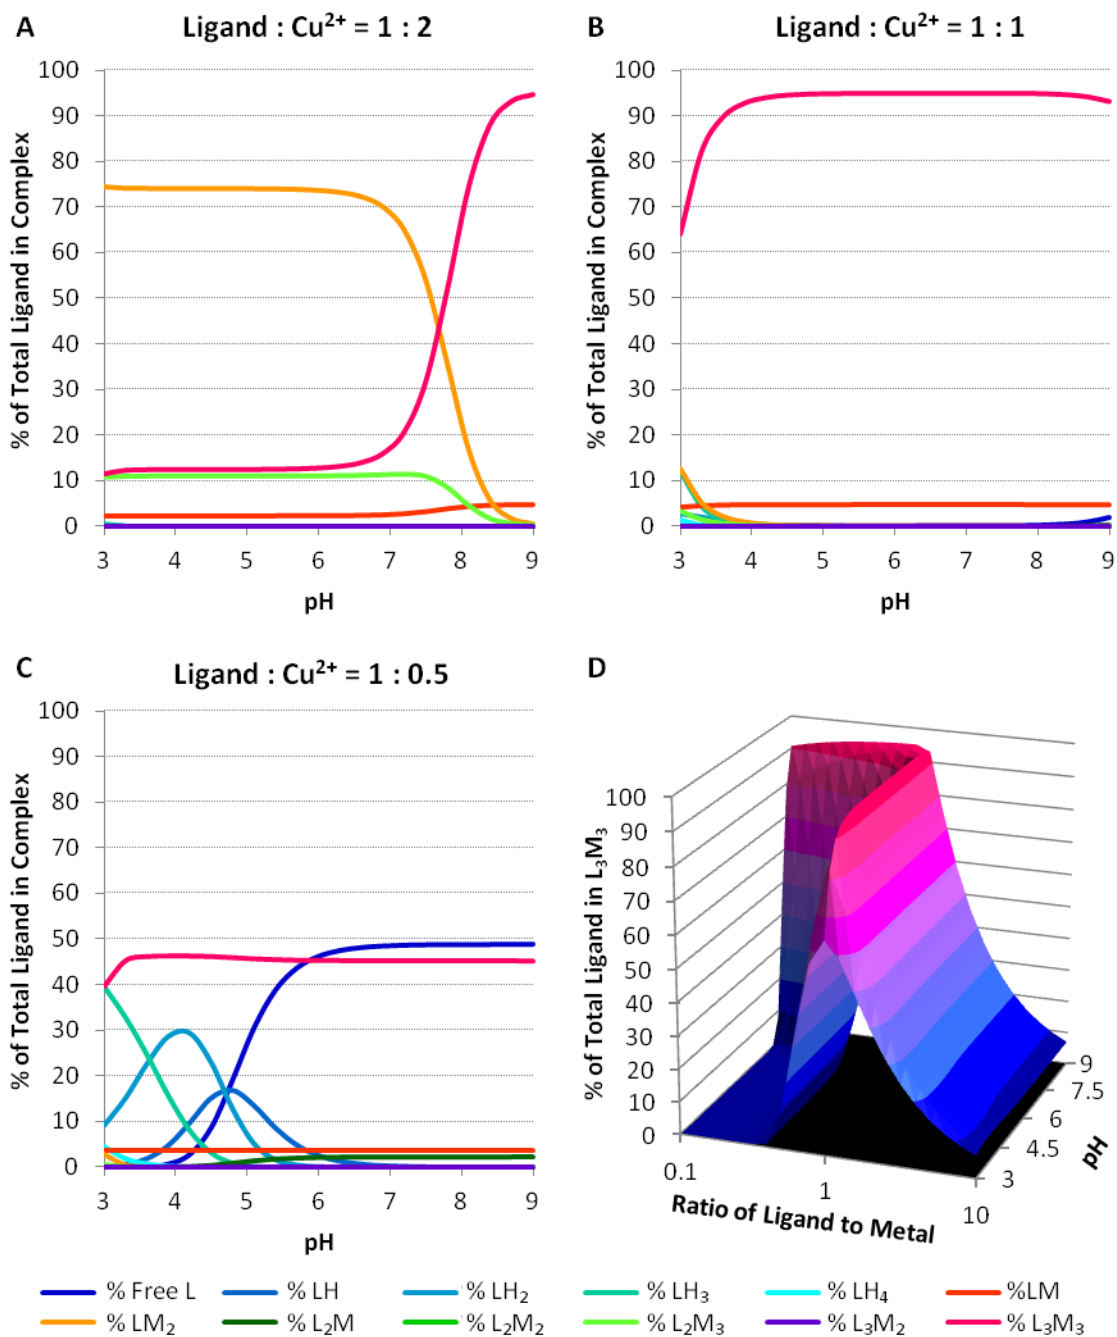 A
Ligand : Cu²⁺ = 1 : 2
100
90
80
70
60
50
40
30
20
10
0
% of Total Ligand in Complex
3 4 5 6 7 8 9
pH
B
Ligand : Cu²⁺ = 1 : 1
100
90
80
70
60
50
40
30
20
10
0
% of Total Ligand in Complex
3 4 5 6 7 8 9
pH
C
Ligand : Cu²⁺ = 1 : 0.5
100
90
80
70
60
50
40
30
20
10
0
% of Total Ligand in Complex
3 4 5 6 7 8 9
pH
D
100
90
80
70
60
50
40
30
20
10
0
% of Total Ligand in L₃M₃
0.1 1 10
Ratio of Ligand to Metal
9
7.5
6
4.5
3
pH
% Free L % LH % LH₂ % LH₃ % LH₄ %LM
% LM₂ % L₂M % L₂M₂ % L₂M₃ % L₃M₂ % L₃M₃